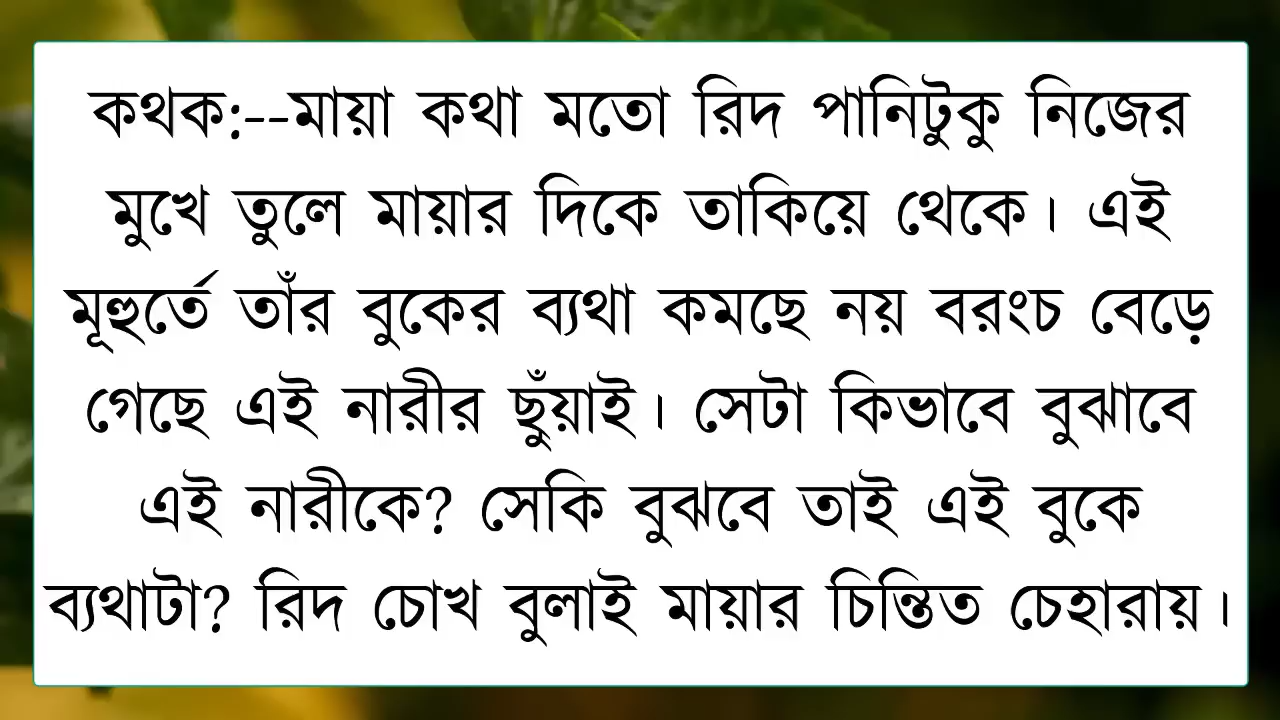 কথক:--মায়া কথা মতো রিদ পানিটুকু নিজের
মুখে তুলে মায়ার দিকে তাকিয়ে থেকে। এই
মূহুর্তে তাঁর বুকের ব্যথা কমছে নয় বরংচ বেড়ে
গেছে এই নারীর ছুঁয়াই। সেটা কিভাবে বুঝাবে
এই নারীকে? সেকি বুঝবে তাই এই বুকে
ব্যথাটা? রিদ চোখ বুলাই মায়ার চিন্তিত চেহারায়।